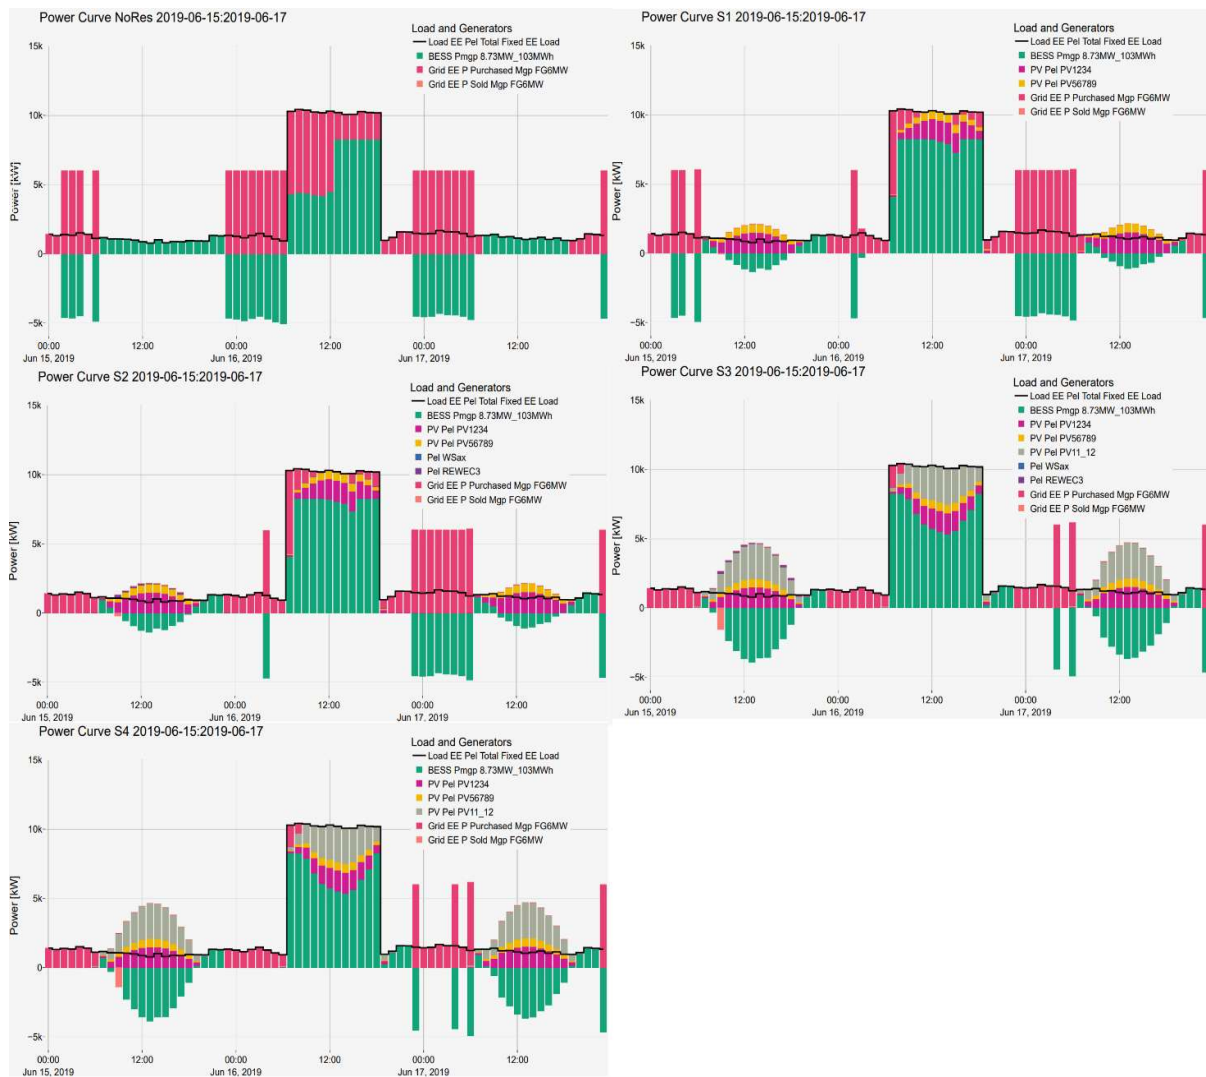 Power Curve NoRes 2019-06-15:2019-06-17
Load and Generators
Load EE Pel Total Fixed EE Load
BESS Pmgp 8.73MW_103MWh
Grid EE P Purchased Mgp FG6MW
Grid EE P Sold Mgp FG6MW
15k
10k
5k
0
−5k
Power [kW]
00:00
12:00
00:00
12:00
00:00
12:00
Jun 15, 2019
Jun 16, 2019
Jun 17, 2019
Power Curve S1 2019-06-15:2019-06-17
Load and Generators
Load EE Pel Total Fixed EE Load
BESS Pmgp 8.73MW_103MWh
PV Pel PV1234
PV Pel PV56789
Grid EE P Purchased Mgp FG6MW
Grid EE P Sold Mgp FG6MW
15k
10k
5k
0
−5k
Power [kW]
00:00
12:00
00:00
12:00
00:00
12:00
Jun 15, 2019
Jun 16, 2019
Jun 17, 2019
Power Curve S2 2019-06-15:2019-06-17
Load and Generators
Load EE Pel Total Fixed EE Load
BESS Pmgp 8.73MW_103MWh
PV Pel PV1234
PV Pel PV56789
Pel WSax
Pel REWEC3
Grid EE P Purchased Mgp FG6MW
Grid EE P Sold Mgp FG6MW
15k
10k
5k
0
−5k
Power [kW]
00:00
12:00
00:00
12:00
00:00
12:00
Jun 15, 2019
Jun 16, 2019
Jun 17, 2019
Power Curve S3 2019-06-15:2019-06-17
Load and Generators
Load EE Pel Total Fixed EE Load
BESS Pmgp 8.73MW_103MWh
PV Pel PV1234
PV Pel PV56789
PV Pel PV11_12
Pel WSax
Pel REWEC3
Grid EE P Purchased Mgp FG6MW
Grid EE P Sold Mgp FG6MW
15k
10k
5k
0
−5k
Power [kW]
00:00
12:00
00:00
12:00
00:00
12:00
Jun 15, 2019
Jun 16, 2019
Jun 17, 2019
Power Curve S4 2019-06-15:2019-06-17
Load and Generators
Load EE Pel Total Fixed EE Load
BESS Pmgp 8.73MW_103MWh
PV Pel PV1234
PV Pel PV56789
PV Pel PV11_12
Grid EE P Purchased Mgp FG6MW
Grid EE P Sold Mgp FG6MW
15k
10k
5k
0
−5k
Power [kW]
00:00
12:00
00:00
12:00
00:00
12:00
Jun 15, 2019
Jun 16, 2019
Jun 17, 2019